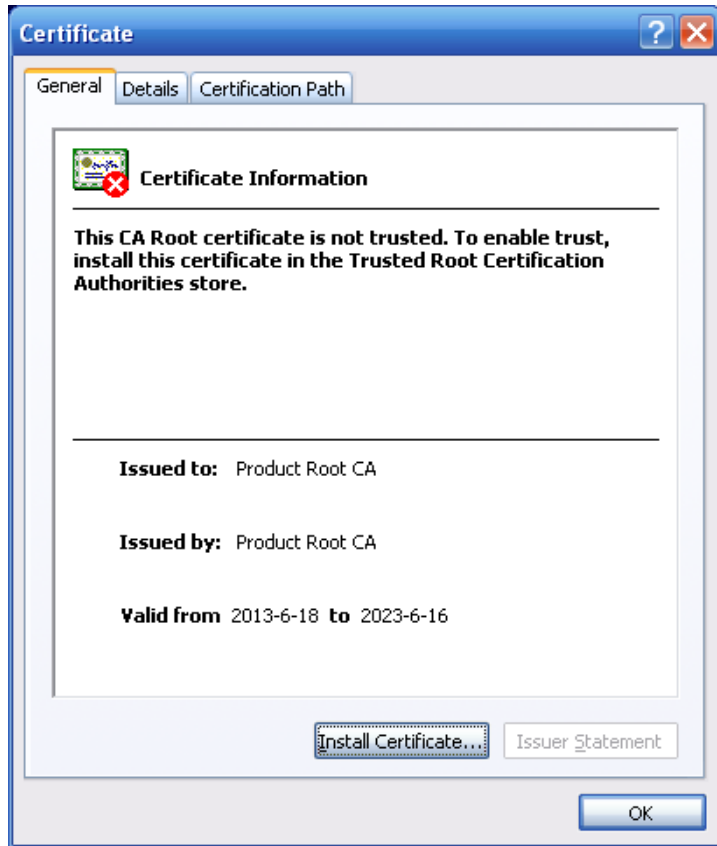 Certificate
General Details Certification Path
Certificate Information
This CA Root certificate is not trusted. To enable trust,
install this certificate in the Trusted Root Certification
Authorities store.
Issued to: Product Root CA
Issued by: Product Root CA
Valid from 2013-6-18 to 2023-6-16
Install Certificate... Issuer Statement
OK